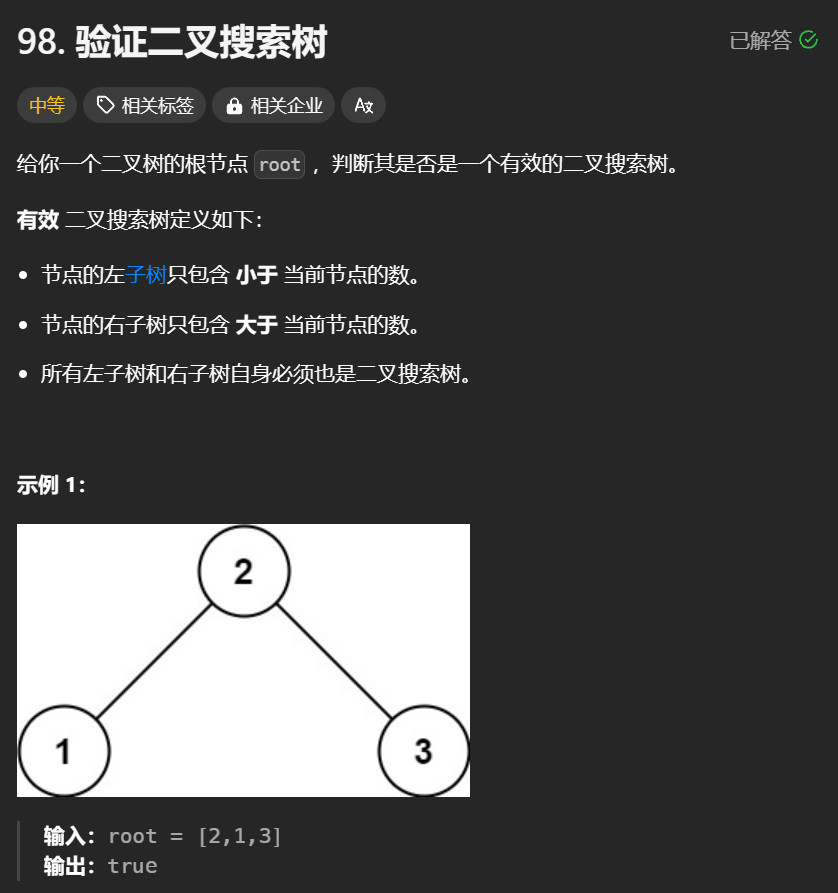 98. 验证二叉搜索树
已解答
中等
相关标签
相关企业
给你一个二叉树的根节点 root ，判断其是否是一个有效的二叉搜索树。
有效 二叉搜索树定义如下：
节点的左子树只包含 小于 当前节点的数。
节点的右子树只包含 大于 当前节点的数。
所有左子树和右子树自身必须也是二叉搜索树。
示例 1：
2
1
3
输入：root = [2,1,3]
输出：true